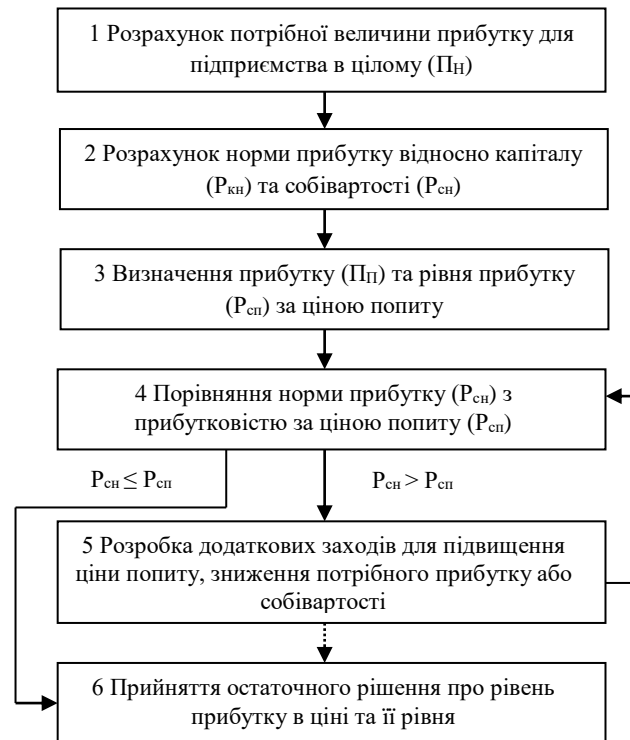 1 Розрахунок потрібної величини прибутку для
підприємства в цілому (ПН)
2 Розрахунок норми прибутку відносно капіталу
(Ркн) та собівартості (Рсн)
3 Визначення прибутку (ПП) та рівня прибутку
(Рсп) за ціною попиту
4 Порівняння норми прибутку (Рсн) з
прибутковістю за ціною попиту (Рсп)
Рсн ≤ Рсп
Рсн > Рсп
5 Розробка додаткових заходів для підвищення
ціни попиту, зниження потрібного прибутку або
собівартості
6 Прийняття остаточного рішення про рівень
прибутку в ціні та її рівня